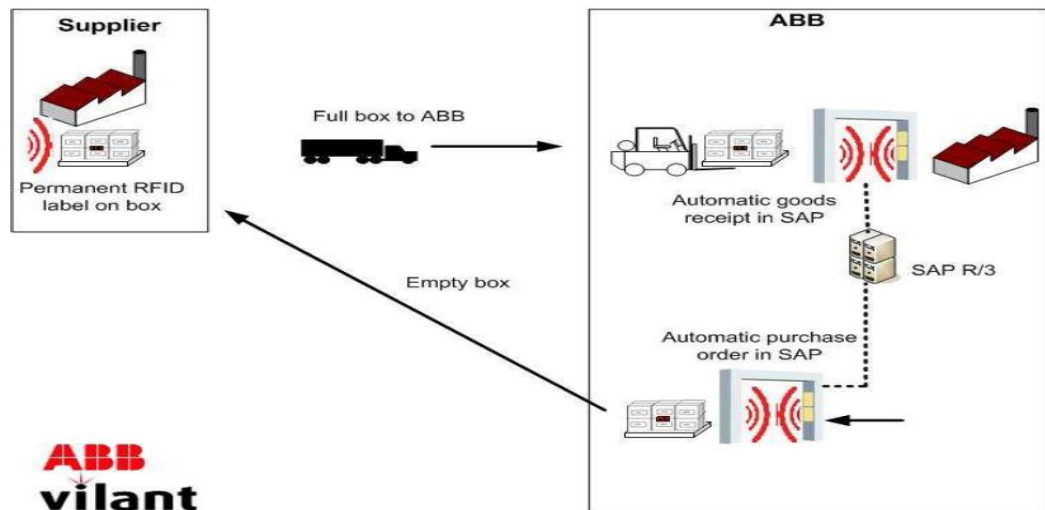 Supplier
Permanent RFID
label on box
Full box to ABB
Empty box
ABB
Automatic goods
receipt in SAP
SAP R/3
Automatic purchase
order in SAP
ABB
vilant